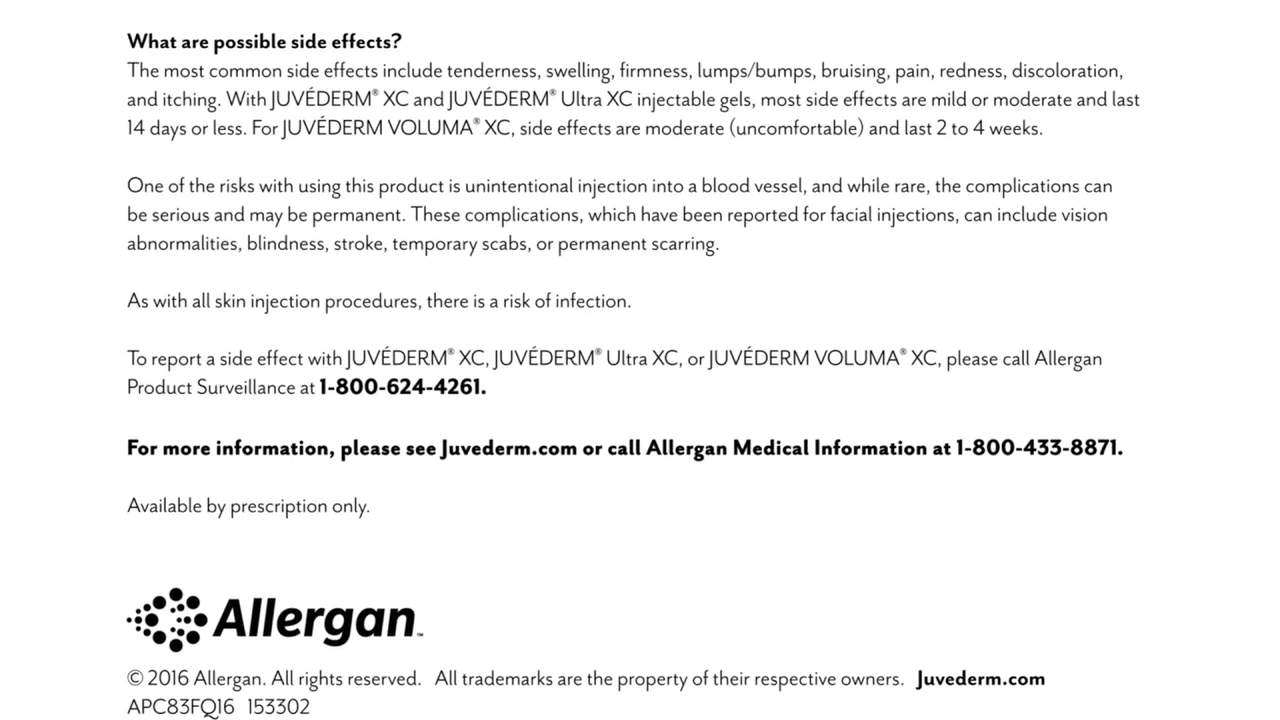 What are possible side effects?
The most common side effects include tenderness, swelling, firmness, lumps/bumps, bruising, pain, redness, discoloration,
and itching. With JUVÉDERM® XC and JUVÉDERM® Ultra XC injectable gels, most side effects are mild or moderate and last
14 days or less. For JUVÉDERM VOLUMA® XC, side effects are moderate (uncomfortable) and last 2 to 4 weeks.
One of the risks with using this product is unintentional injection into a blood vessel, and while rare, the complications can
be serious and may be permanent. These complications, which have been reported for facial injections, can include vision
abnormalities, blindness, stroke, temporary scabs, or permanent scarring.
As with all skin injection procedures, there is a risk of infection.
To report a side effect with JUVÉDERM® XC, JUVÉDERM® Ultra XC, or JUVÉDERM VOLUMA® XC, please call Allergan
Product Surveillance at 1-800-624-4261.
For more information, please see Juvederm.com or call Allergan Medical Information at 1-800-433-8871.
Available by prescription only.
Allergan™
© 2016 Allergan. All rights reserved. All trademarks are the property of their respective owners. Juvederm.com
APC83FQ16 153302